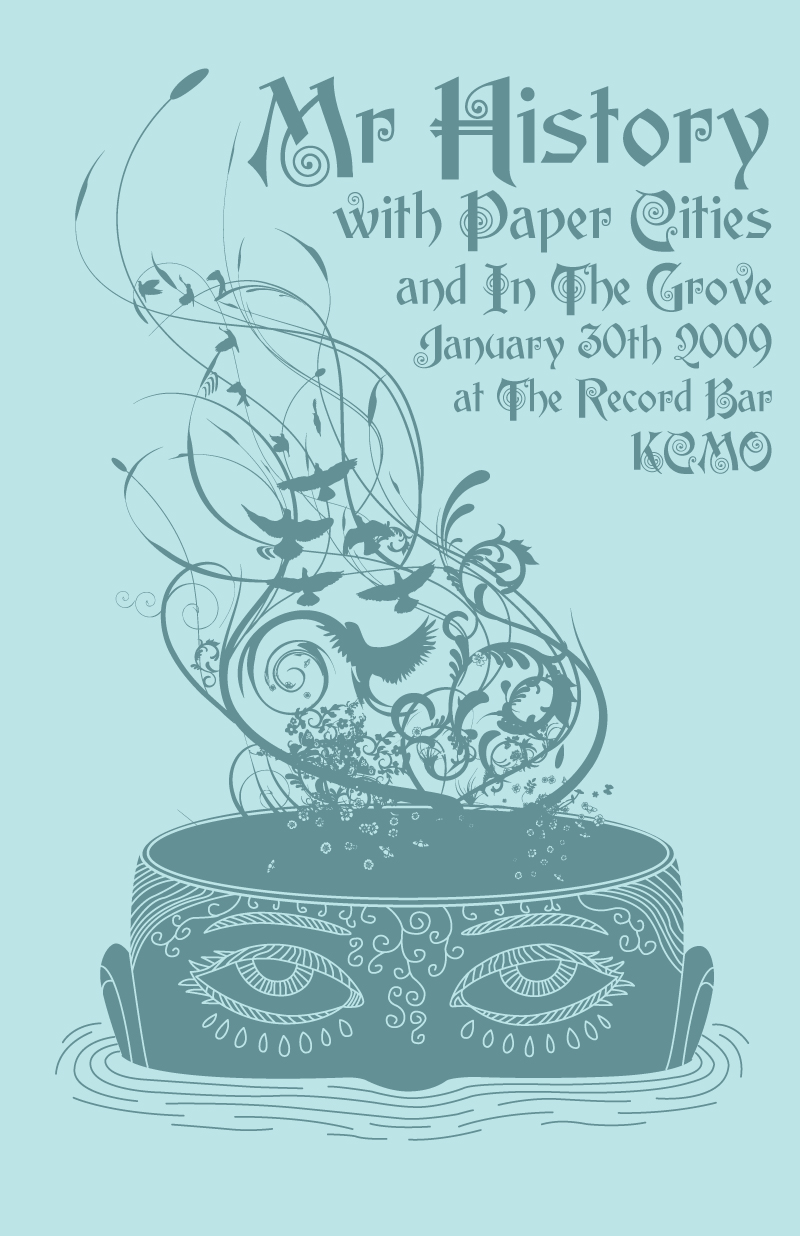 Mr History
with Paper Cities
and In The Grove
January 30th 2009
at The Record Bar
KCMO